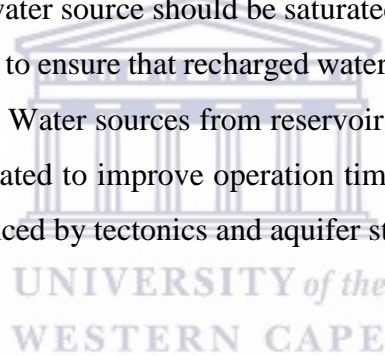 water source should be saturated
to ensure that recharged water
Water sources from reservoir
ated to improve operation tim
ced by tectonics and aquifer st
UNIVERSITY of the
WESTERN CAPE